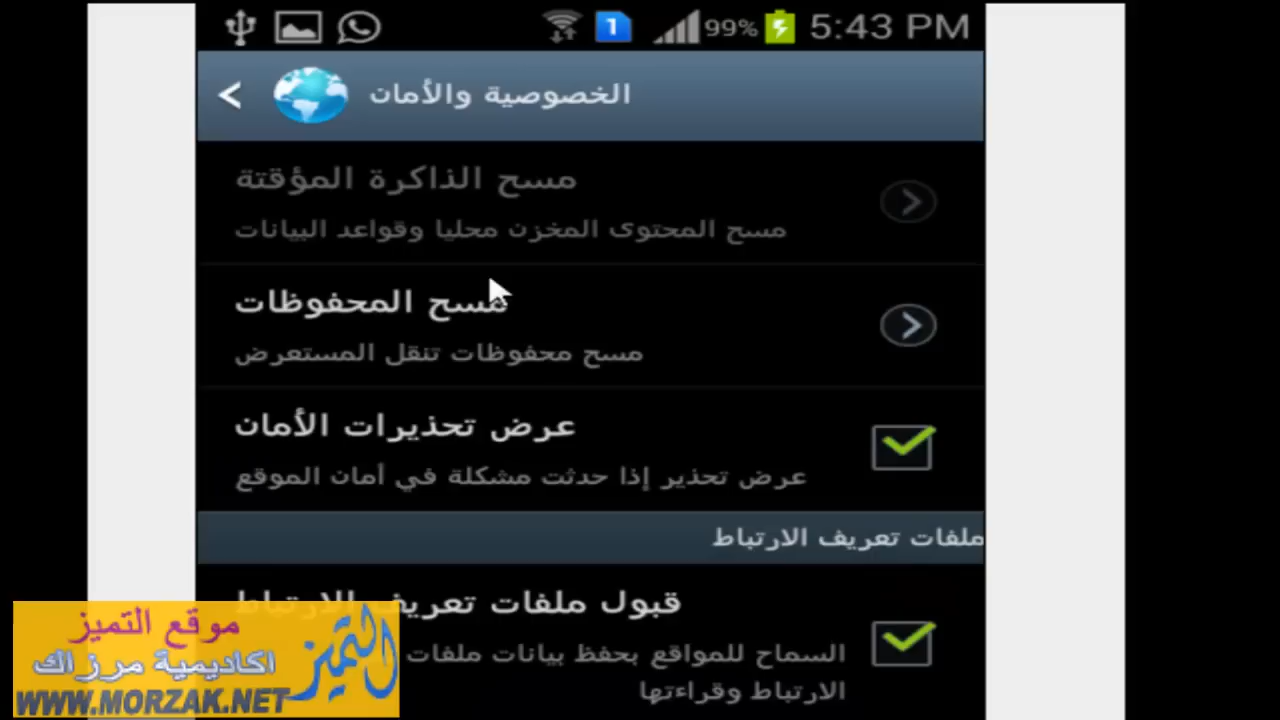 99% 5:43 PM
1
الخصوصية والأمان
مسح الذاكرة المؤقتة
مسح المحتوى المخزن محليا وقواعد البيانات
مسح المحفوظات
مسح محفوظات تنقل المستعرض
عرض تحذيرات الأمان
عرض تحذير إذا حدثت مشكلة في أمان الموقع
ملفات تعريف الارتباط
قبول ملفات تعريف الارتباط
السماح للمواقع بحفظ بيانات ملفات
الارتباط وقراءتها
موقع التميز
اكاديمية مرزاك
التميز
WWW.MORZAK.NET